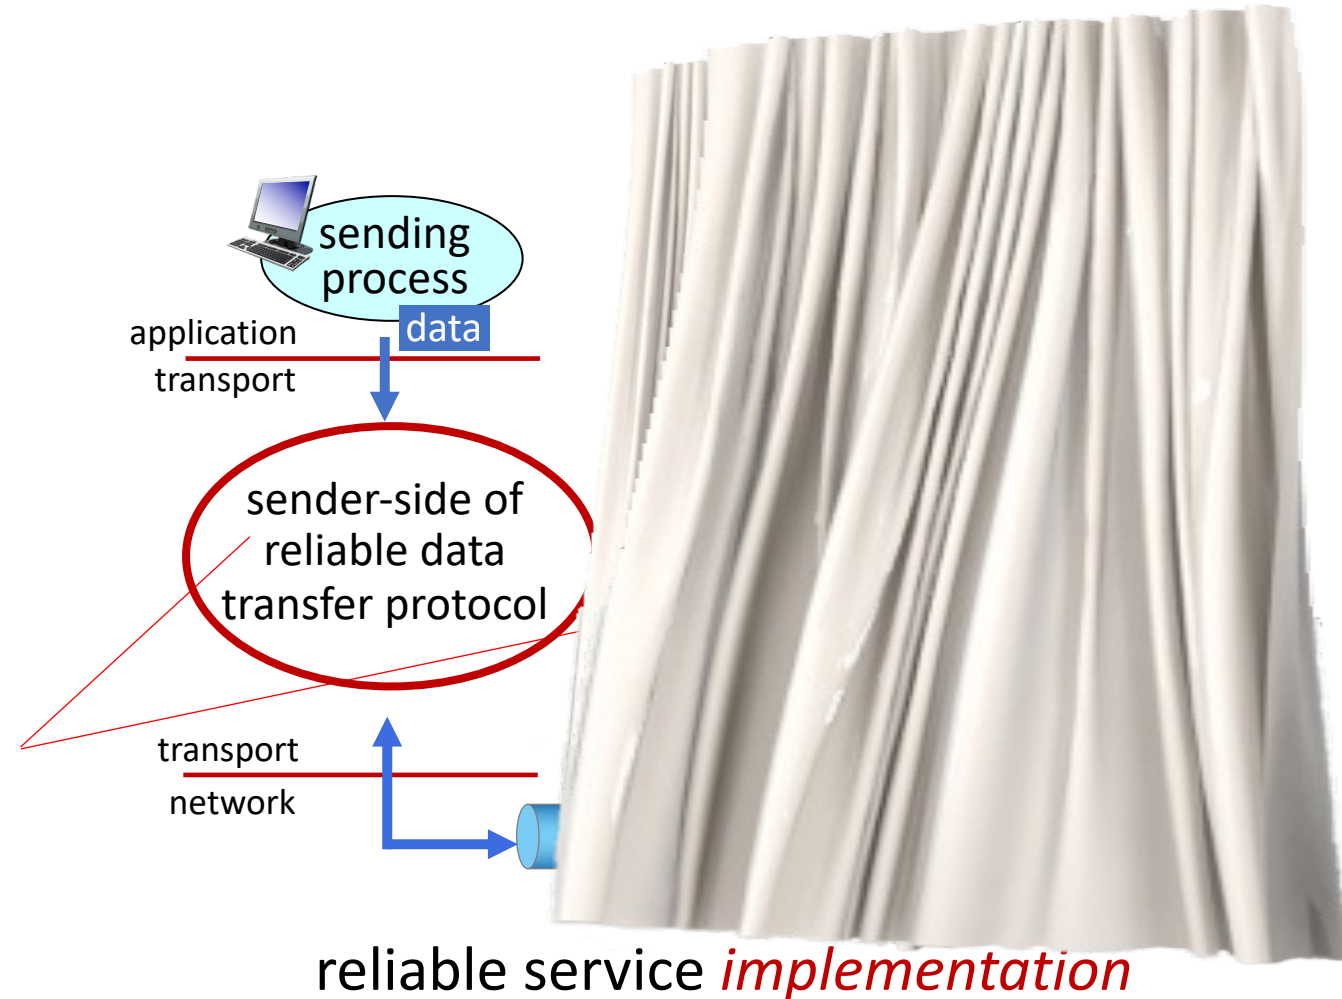 sending
process
data
application
transport
sender-side of
reliable data
transfer protocol
transport
network
reliable service implementation